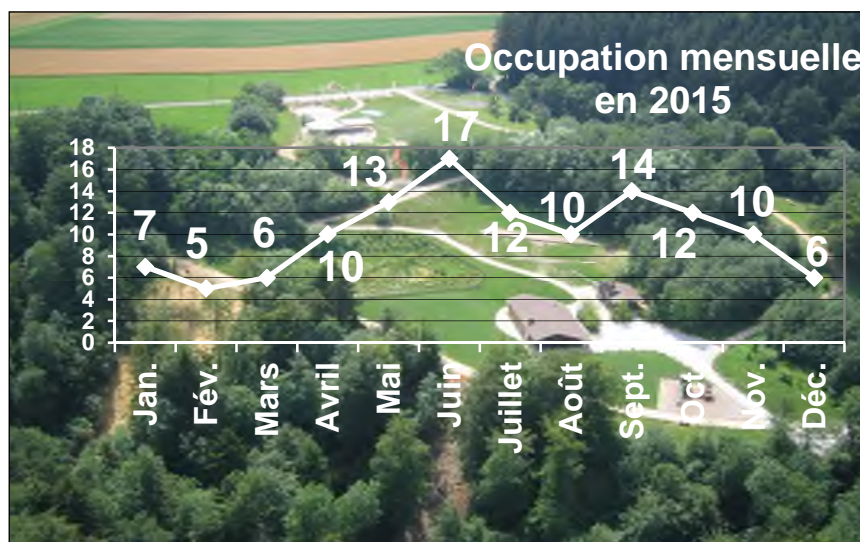 Occupation mensuelle
en 2015
18
16
14
12
10
8
6
4
2
0
7
5
6
10
13
17
12
10
14
12
10
6
Jan.
Fév.
Mars
Avril
Mai
Juin
Juillet
Août
Sept.
Oct.
Nov.
Déc.